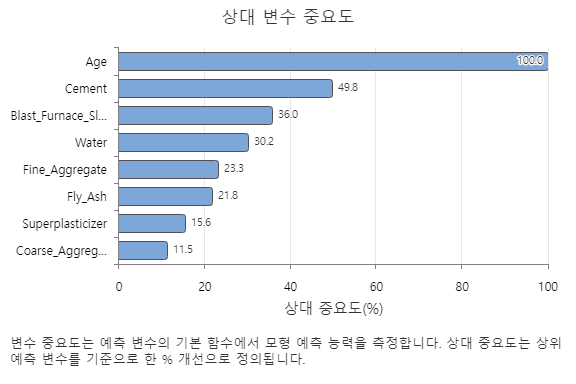 상대 변수 중요도
Age 100.0
Cement 49.8
Blast_Furnace_Sl... 36.0
Water 30.2
Fine_Aggregate 23.3
Fly_Ash 21.8
Superplasticizer 15.6
Coarse_Aggreg... 11.5
0 20 40 60 80 100
상대 중요도(%)
변수 중요도는 예측 변수의 기본 함수에서 모형 예측 능력을 측정합니다. 상대 중요도는 상위
예측 변수를 기준으로 한 % 개선으로 정의됩니다.